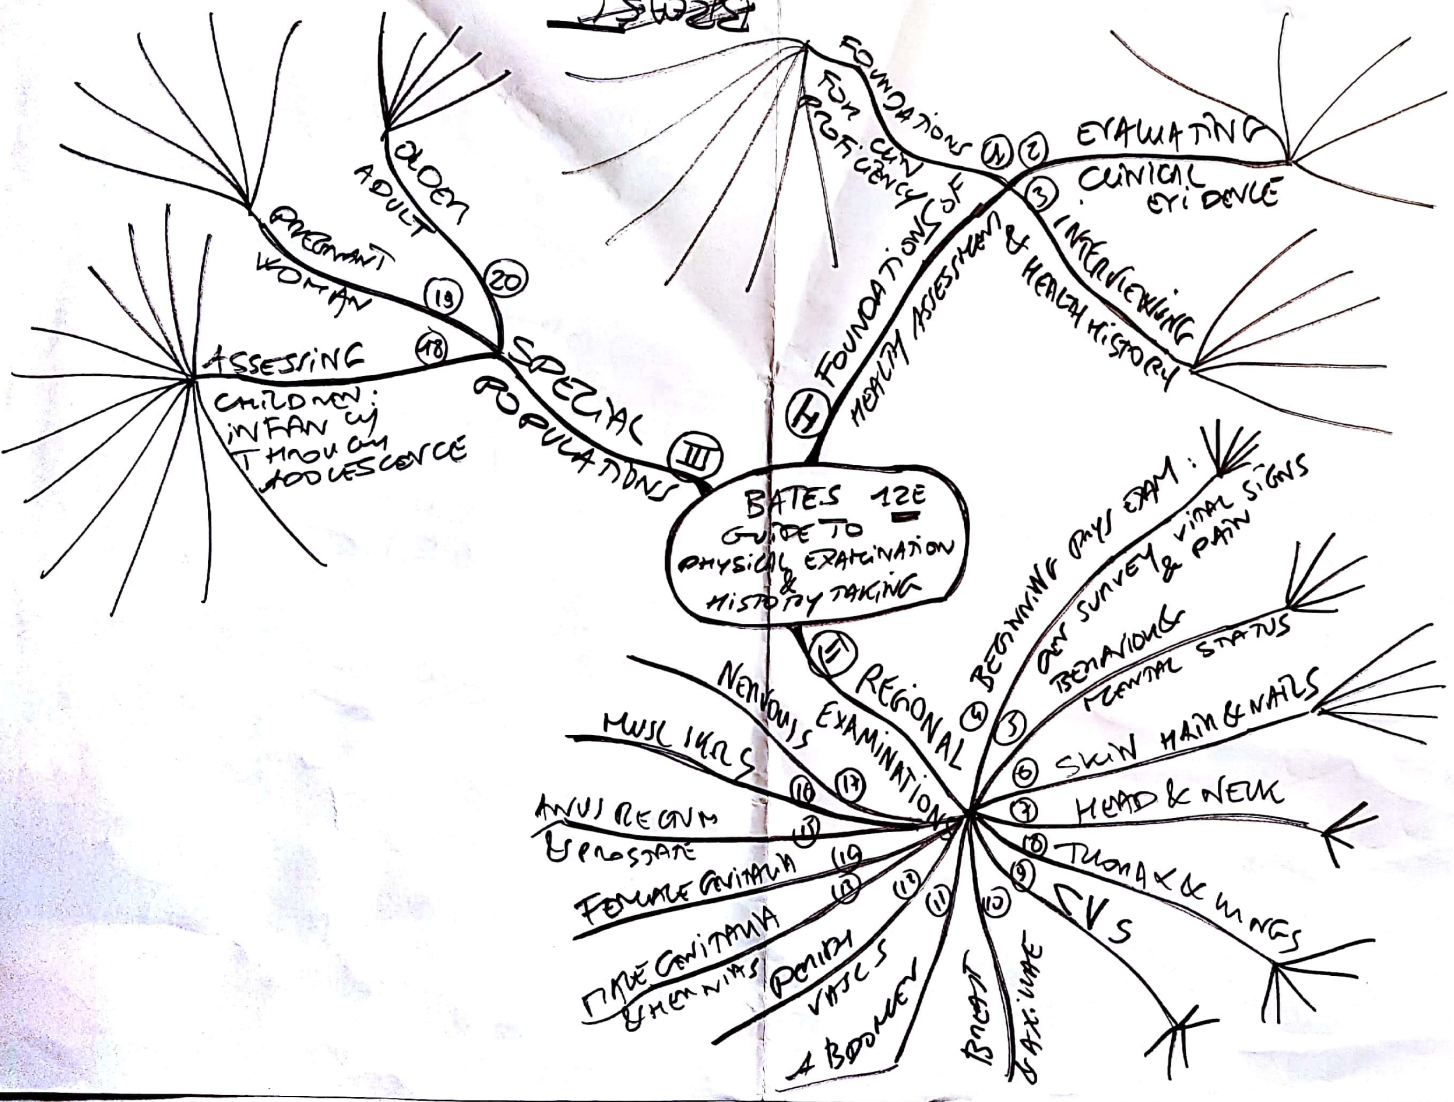 BREAST
BATES 12E
GUIDE TO
PHYSICAL EXAMINATION
&
HISTORY TAKING
I
FOUNDATIONS OF
HEALTH ASSESSMENT
1
FOUNDATIONS
FOR CLIN
PROFICIENCY
2
EVALUATING
CLINICAL
EVIDENCE
3
INTERVIEWING
& HEALTH HISTORY
II
REGIONAL
EXAMINATIONS
4
BEGINNING PHYS EXAM:
GEN SURVEY VITAL SIGNS
& PAIN
5
BEHAVIOUR &
MENTAL STATUS
6
SKIN HAIR & NAILS
7
HEAD & NECK
THORAX & LUNGS
9
CVS
10
BREAST
& AXILLAE
11
ABDOMEN
12
PERIPH
VASC S
13
MALE GENITALIA
& HERNIAS
FEMALE GENITALIA
15
ANUS RECTUM
& PROSTATE
16
MUSC SKEL S
17
NERVOUS S
III
SPECIAL
POPULATIONS
18
ASSESSING
CHILDREN:
INFANCY
THROUGH
ADOLESCENCE
19
PREGNANT
WOMAN
20
OLDER
ADULT